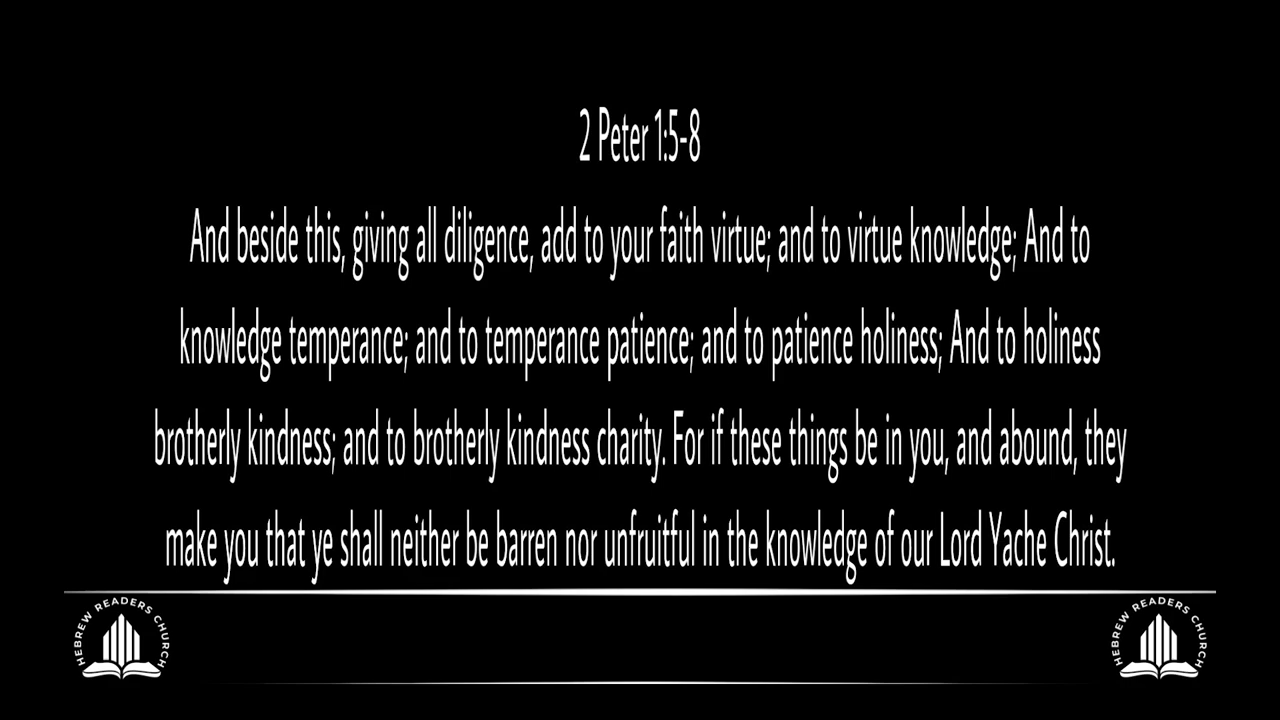 2 Peter 1:5-8
And beside this, giving all diligence, add to your faith virtue; and to virtue knowledge; And to
knowledge temperance; and to temperance patience; and to patience holiness; And to holiness
brotherly kindness; and to brotherly kindness charity. For if these things be in you, and abound, they
make you that ye shall neither be barren nor unfruitful in the knowledge of our Lord Yache Christ.
HEBREW READERS CHURCH
HEBREW READERS CHURCH